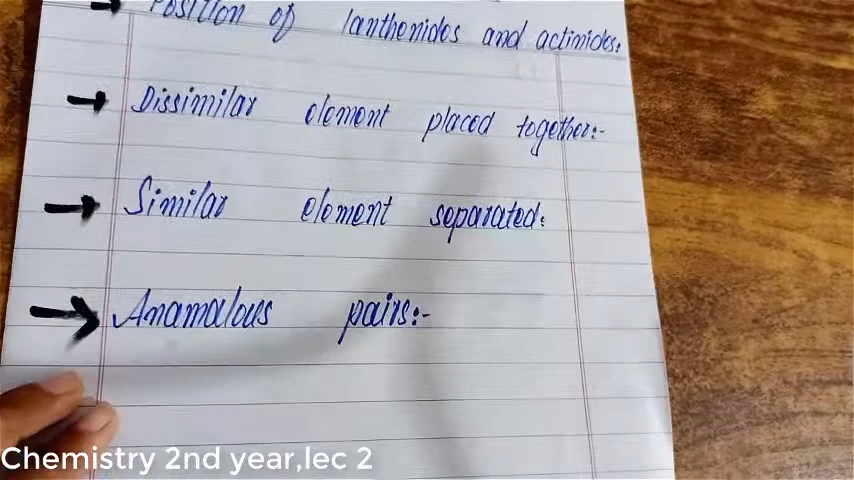 Position of lanthenides and actinides:
Dissimilar element placed together:-
Similar element separated:
Anamalous pairs:-
Chemistry 2nd year,lec 2